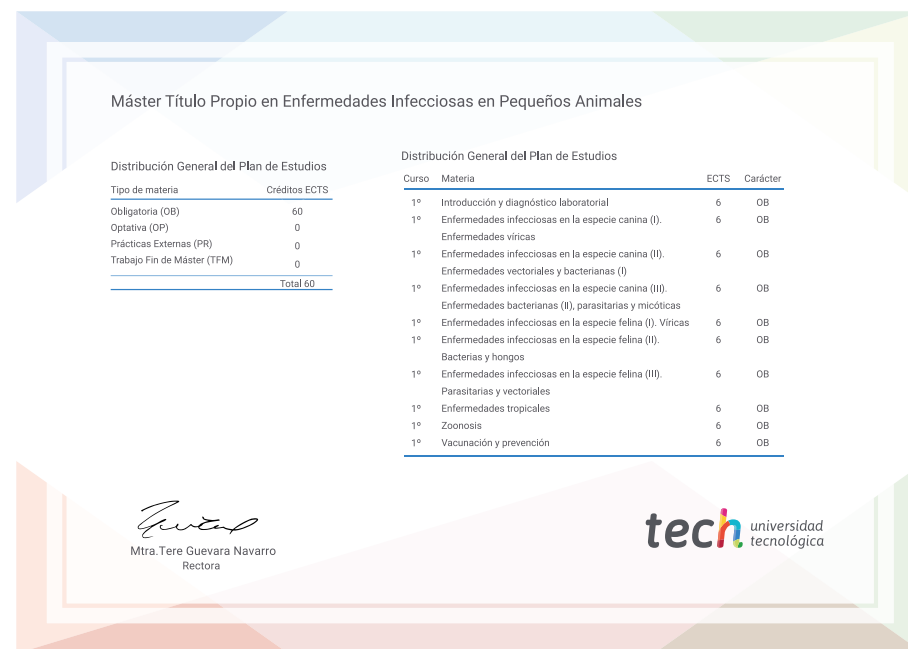 Máster Título Propio en Enfermedades Infecciosas en Pequeños Animales
Distribución General del Plan de Estudios
Tipo de materia Créditos ECTS
Obligatoria (OB) 60
Optativa (OP) 0
Prácticas Externas (PR) 0
Trabajo Fin de Máster (TFM) 0
Total 60
Distribución General del Plan de Estudios
Curso Materia ECTS Carácter
1º Introducción y diagnóstico laboratorial 6 OB
1º Enfermedades infecciosas en la especie canina (I). 6 OB
Enfermedades víricas
1º Enfermedades infecciosas en la especie canina (II). 6 OB
Enfermedades vectoriales y bacterianas (I)
1º Enfermedades infecciosas en la especie canina (III). 6 OB
Enfermedades bacterianas (II), parasitarias y micóticas
1º Enfermedades infecciosas en la especie felina (I). Víricas 6 OB
1º Enfermedades infecciosas en la especie felina (II). 6 OB
Bacterias y hongos
1º Enfermedades infecciosas en la especie felina (III). 6 OB
Parasitarias y vectoriales
1º Enfermedades tropicales 6 OB
1º Zoonosis 6 OB
1º Vacunación y prevención 6 OB
Mtra.Tere Guevara Navarro
Rectora
tech universidad
tecnológica